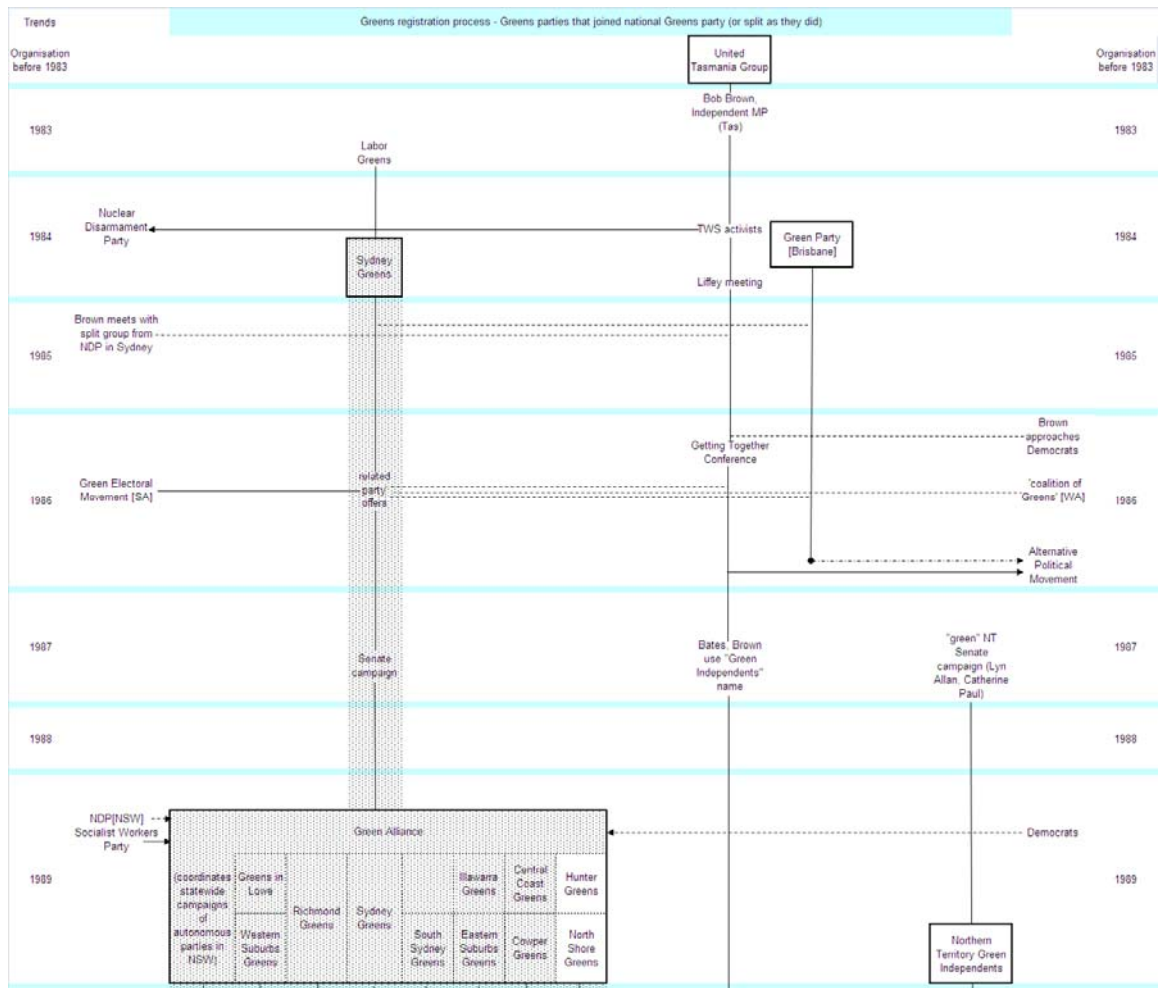 Trends
Greens registration process - Greens parties that joined national Greens party (or split as they did)
Organisation
before 1983
United
Tasmania Group
Organisation
before 1983
1983
Bob Brown,
Independent MP
(Tas)
1983
Labor
Greens
Nuclear
Disarmament
Party
1984
TWS activists
Green Party
[Brisbane]
1984
Sydney
Greens
Liffey meeting
Brown meets with
split group from
NDP in Sydney
1985
1985
Getting Together
Conference
Brown
approaches
Democrats
Green Electoral
Movement [SA]
1986
related
party
offers
'coalition of
Greens' [WA]
1986
Alternative
Political
Movement
1987
Senate
campaign
Bates, Brown
use "Green
Independents"
name
"green" NT
Senate
campaign (Lyn
Allan, Catherine
Paul)
1987
1988
1988
NDP[NSW]
Socialist Workers
Party
Green Alliance
Democrats
1989
(coordinates
statewide
campaigns
of
autonomous
parties in
NSW)
Greens in
Lowe
Western
Suburbs
Greens
Richmond
Greens
Sydney
Greens
South
Sydney
Greens
Illawarra
Greens
Eastern
Suburbs
Greens
Central
Coast
Greens
Cowper
Greens
Hunter
Greens
North
Shore
Greens
1989
Northern
Territory Green
Independents